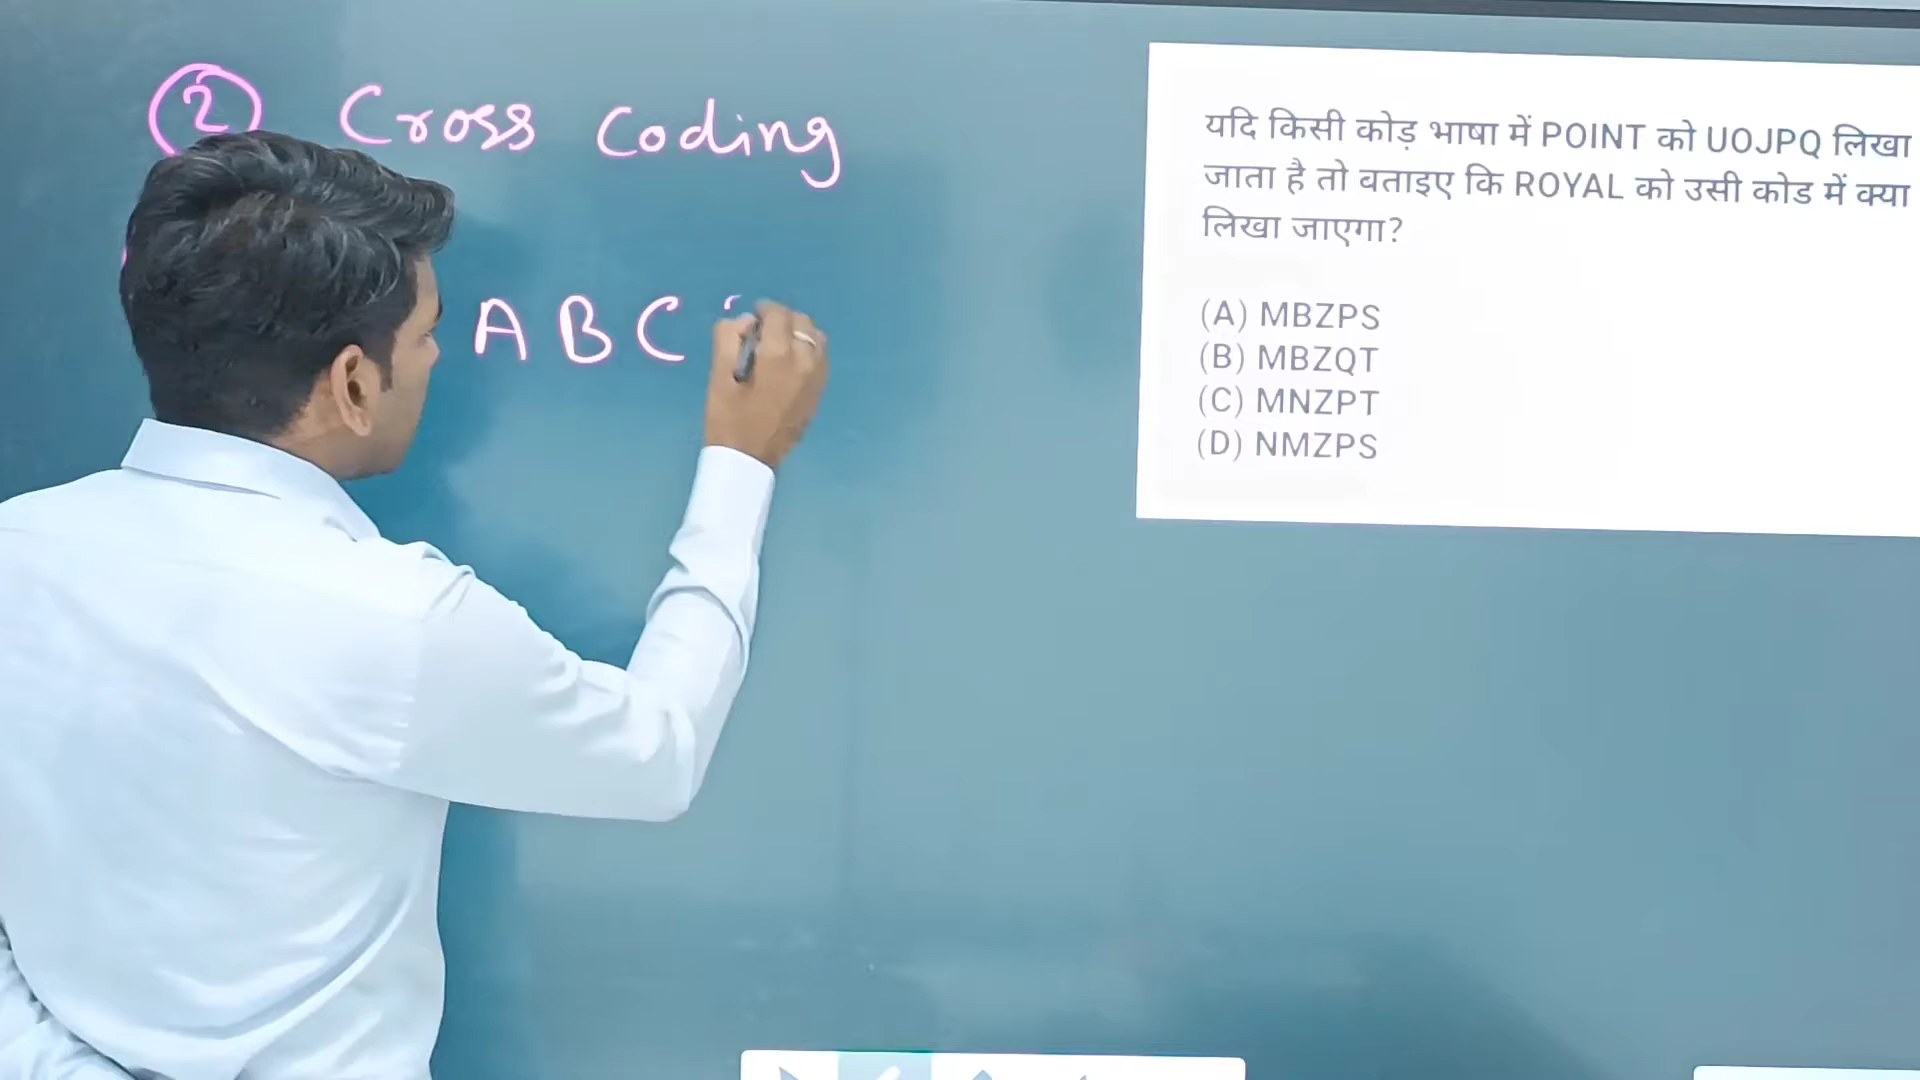 ② Cross Coding
A B C
यदि किसी कोड़ भाषा में POINT को UOJPQ लिखा
जाता है तो बताइए कि ROYAL को उसी कोड में क्या
लिखा जाएगा?
(A) MBZPS
(B) MBZQT
(C) MNZPT
(D) NMZPS